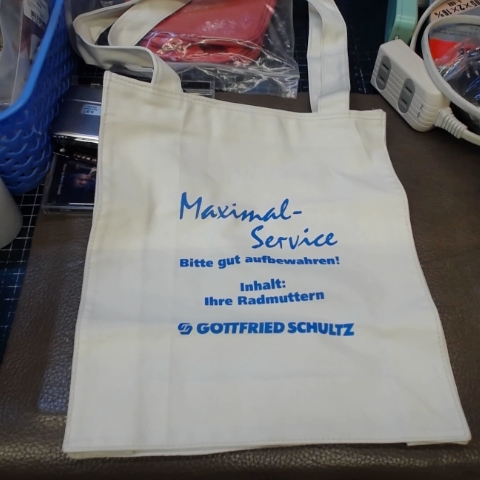 Maximal-
Service
Bitte gut aufbewahren!
Inhalt:
Ihre Radmuttern
GOTTFRIED SCHULTZ